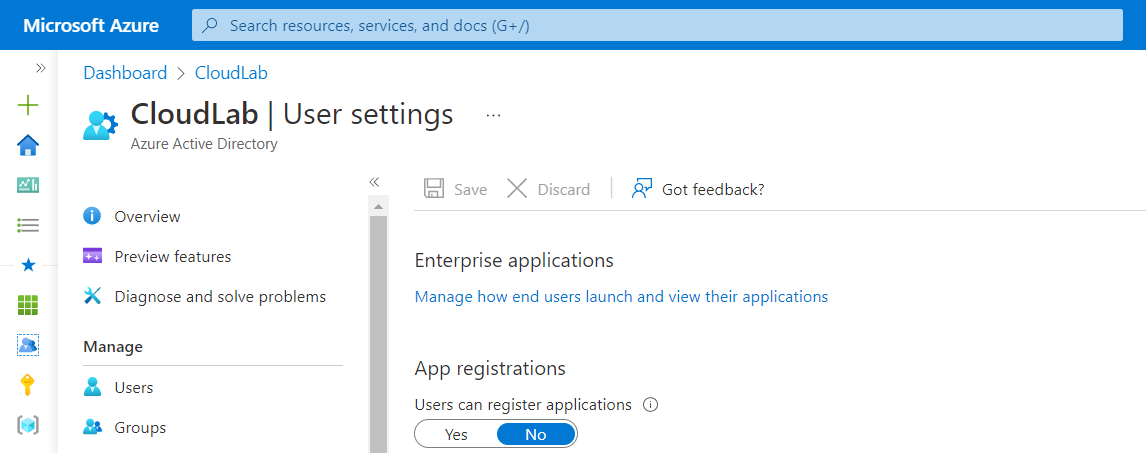 Microsoft Azure
Search resources, services, and docs (G+/)
Dashboard > CloudLab
CloudLab | User settings ...
Azure Active Directory
Save Discard Got feedback?
Overview
Preview features
Diagnose and solve problems
Manage
Users
Groups
Enterprise applications
Manage how end users launch and view their applications
App registrations
Users can register applications
Yes No